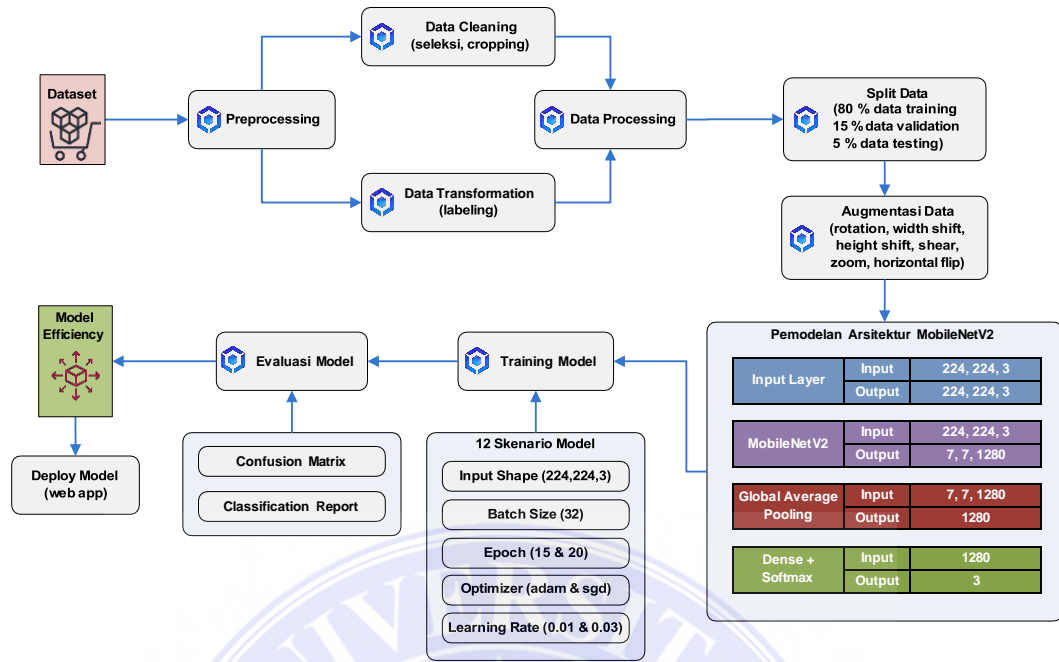 Dataset
Preprocessing
Data Cleaning
(seleksi, cropping)
Data Transformation
(labeling)
Data Processing
Split Data
(80 % data training
15 % data validation
5 % data testing)
Augmentasi Data
(rotation, width shift,
height shift, shear,
zoom, horizontal flip)
Pemodelan Arsitektur MobileNetV2
Input Layer
Input 224, 224, 3
Output 224, 224, 3
MobileNetV2
Input 224, 224, 3
Output 7, 7, 1280
Global Average
Pooling
Input 7, 7, 1280
Output 1280
Dense +
Softmax
Input 1280
Output 3
Training Model
12 Skenario Model
Input Shape (224,224,3)
Batch Size (32)
Epoch (15 & 20)
Optimizer (adam & sgd)
Learning Rate (0.01 & 0.03)
Evaluasi Model
Confusion Matrix
Classification Report
Model
Efficiency
Deploy Model
(web app)
UNIVERSIT